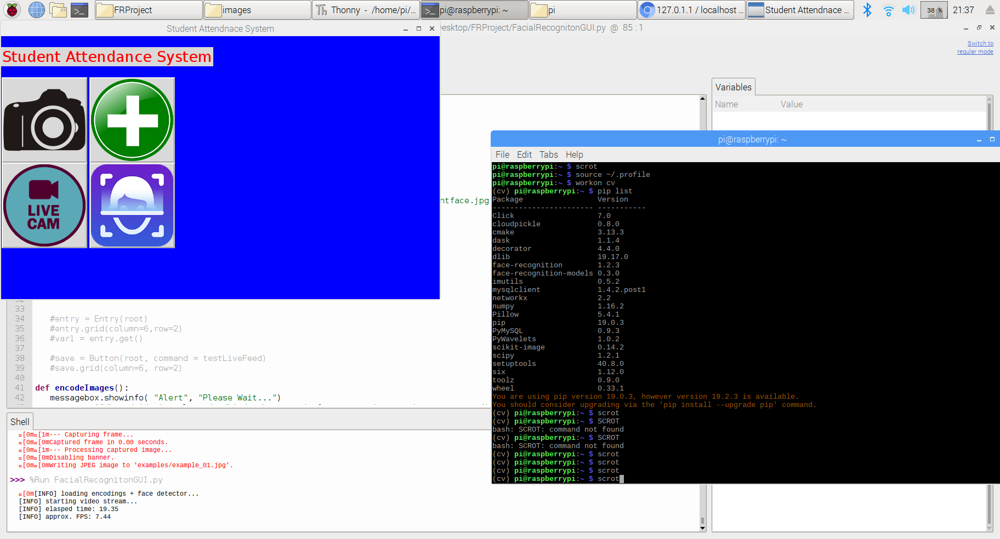 FRProject
images
Thonny  -  /home/pi/...
pi@raspberrypi: ~
pi
127.0.1.1 / localhost ...
Student Attendnace ...
38 %
21:37
Student Attendnace System
esktop/FRProject/FacialRecognitonGUI.py  @  85 : 1
Switch to
regular mode
Student Attendance System
LIVE
CAM
ntface.jpg
Variables
Name
Value
32
33
34 #entry = Entry(root)
35 #entry.grid(column=6,row=2)
36 #var1 = entry.get()
37
38 #save = Button(root, command = testLiveFeed)
39 #save.grid(column=6, row=2)
40
41 def encodeImages():
42 messagebox.showinfo( "Alert", "Please Wait...")
Shell
[0m[1m--- Capturing frame...
[0m[0mCaptured frame in 0.00 seconds.
[0m[1m--- Processing captured image...
[0m[0mDisabling banner.
[0m[0mWriting JPEG image to 'examples/example_01.jpg'.
>>> %Run FacialRecognitonGUI.py
[0m[INFO] loading encodings + face detector...
[INFO] starting video stream...
[INFO] elasped time: 19.35
[INFO] approx. FPS: 7.44
pi@raspberrypi: ~
File Edit Tabs Help
pi@raspberrypi:~ $ scrot
pi@raspberrypi:~ $ source ~/.profile
pi@raspberrypi:~ $ workon cv
(cv) pi@raspberrypi:~ $ pip list
Package Version
----------------------- -----------
Click 7.0
cloudpickle 0.8.0
cmake 3.13.3
dask 1.1.4
decorator 4.4.0
dlib 19.17.0
face-recognition 1.2.3
face-recognition-models 0.3.0
imutils 0.5.2
mysqlclient 1.4.2.post1
networkx 2.2
numpy 1.16.2
Pillow 5.4.1
pip 19.0.3
PyMySQL 0.9.3
PyWavelets 1.0.2
scikit-image 0.14.2
scipy 1.2.1
setuptools 40.8.0
six 1.12.0
toolz 0.9.0
wheel 0.33.1
You are using pip version 19.0.3, however version 19.2.3 is available.
You should consider upgrading via the 'pip install --upgrade pip' command.
(cv) pi@raspberrypi:~ $ scrot
(cv) pi@raspberrypi:~ $ SCROT
bash: SCROT: command not found
(cv) pi@raspberrypi:~ $ SCROT
bash: SCROT: command not found
(cv) pi@raspberrypi:~ $ scrot
(cv) pi@raspberrypi:~ $ scrot
(cv) pi@raspberrypi:~ $ scrot
(cv) pi@raspberrypi:~ $ scrot